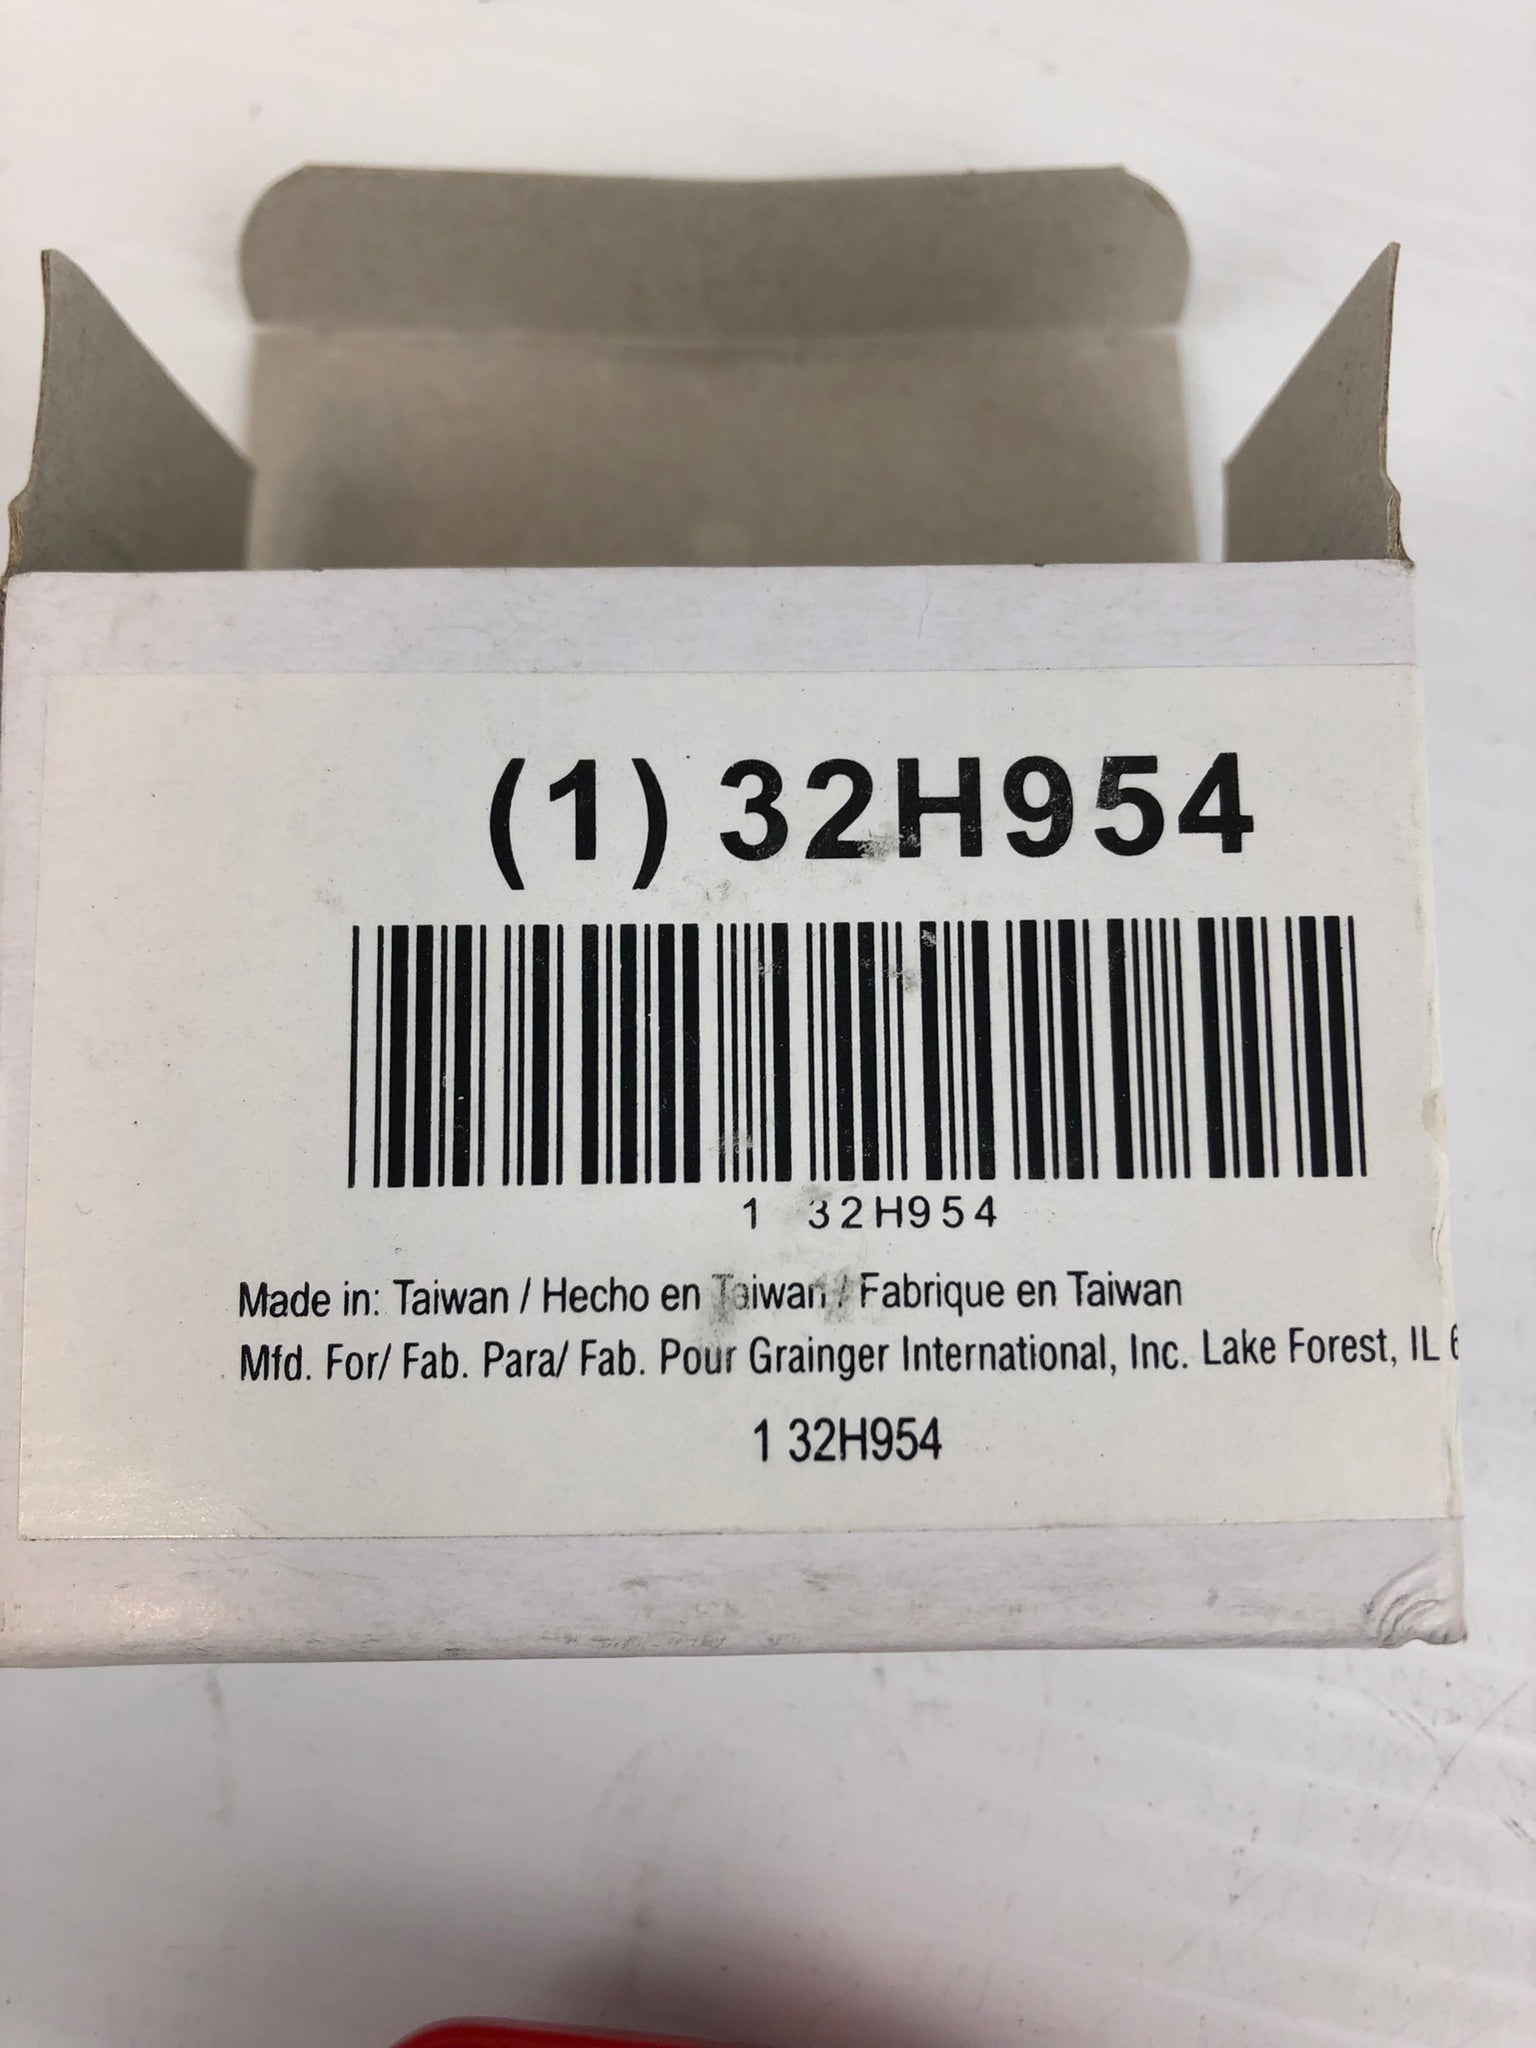 (1) 32H954
1 32H954
Made in: Taiwan / Hecho en Taiwan / Fabrique en Taiwan
Mfd. For/ Fab. Para/ Fab. Pour Grainger International, Inc. Lake Forest, IL
1 32H954